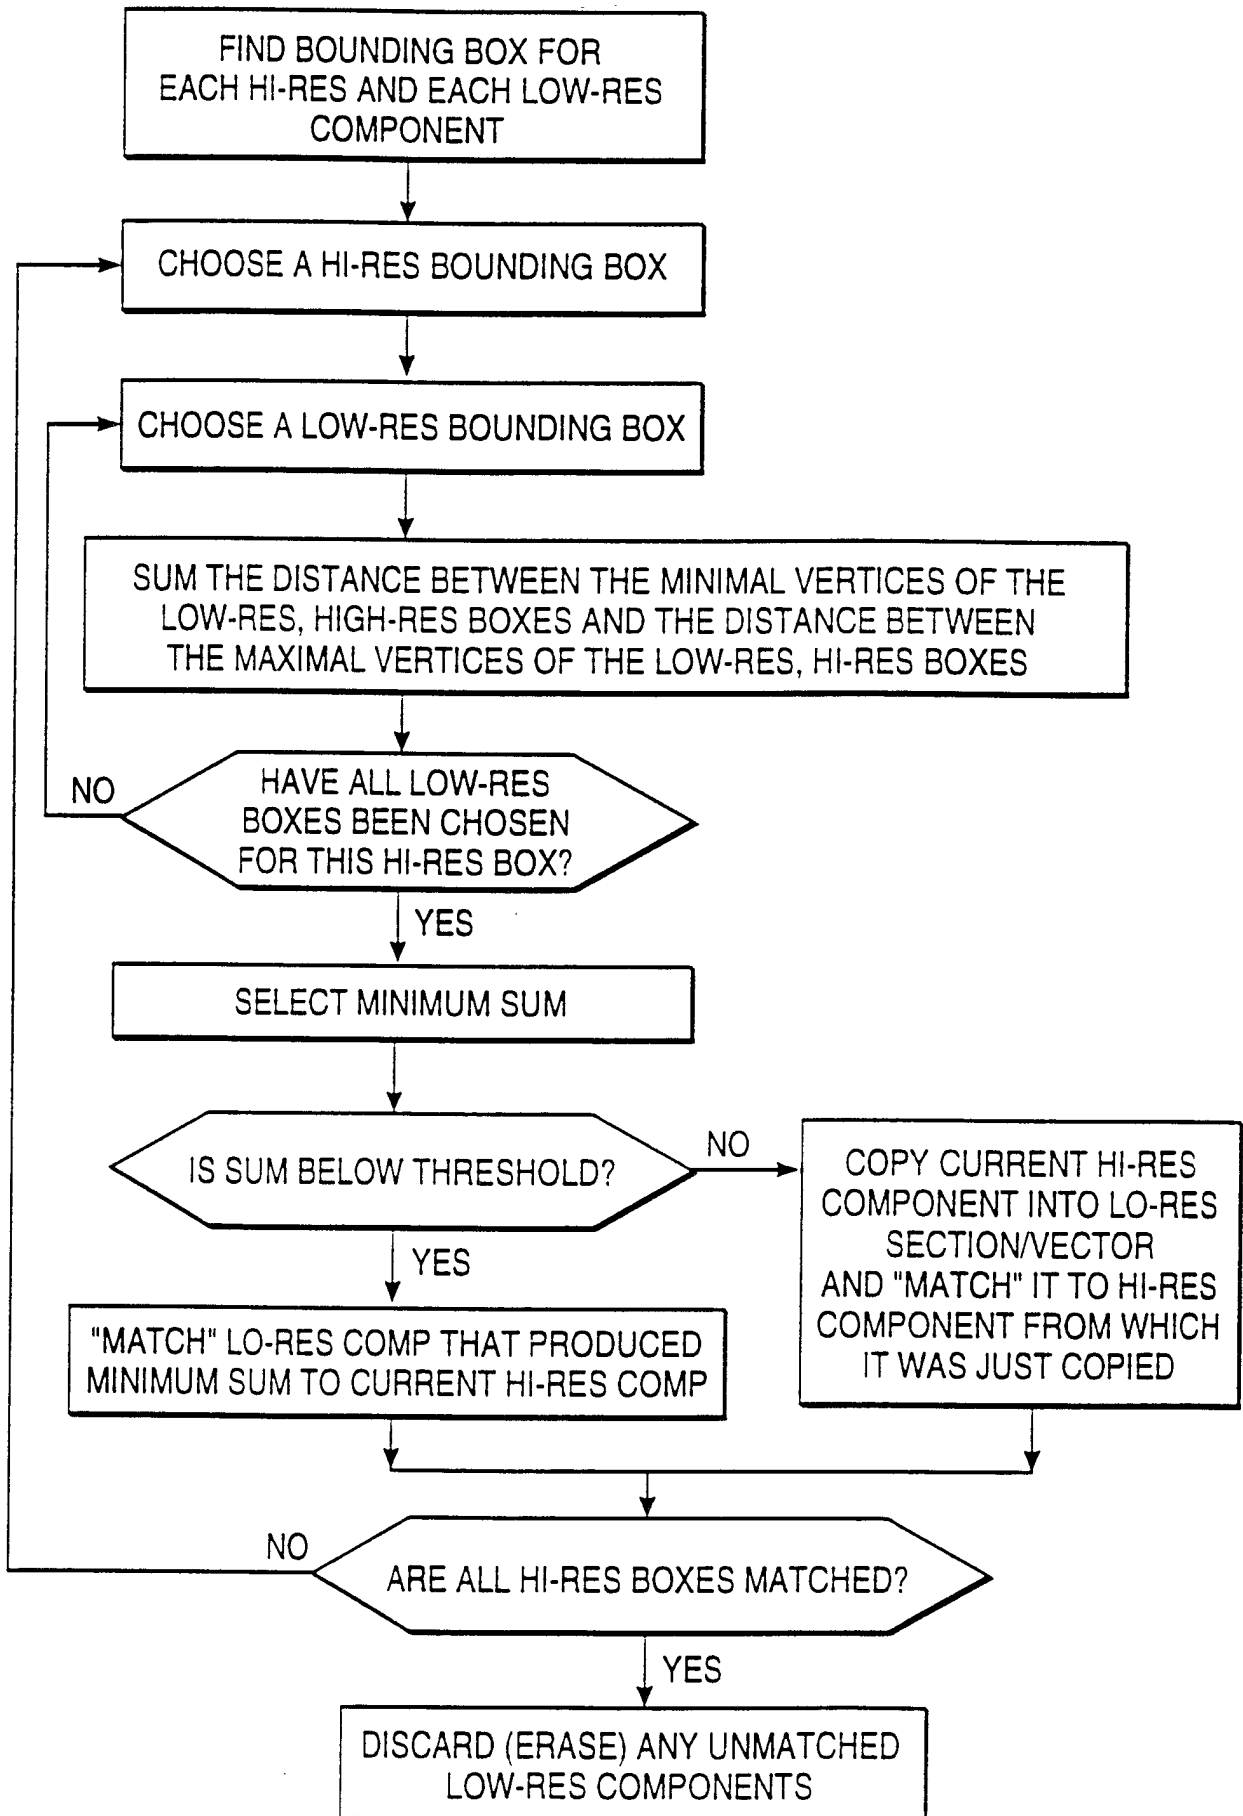 FIND BOUNDING BOX FOR
EACH HI-RES AND EACH LOW-RES
COMPONENT
CHOOSE A HI-RES BOUNDING BOX
CHOOSE A LOW-RES BOUNDING BOX
SUM THE DISTANCE BETWEEN THE MINIMAL VERTICES OF THE
LOW-RES, HIGH-RES BOXES AND THE DISTANCE BETWEEN
THE MAXIMAL VERTICES OF THE LOW-RES, HI-RES BOXES
NO
HAVE ALL LOW-RES
BOXES BEEN CHOSEN
FOR THIS HI-RES BOX?
YES
SELECT MINIMUM SUM
IS SUM BELOW THRESHOLD?
NO
COPY CURRENT HI-RES
COMPONENT INTO LO-RES
SECTION/VECTOR
AND "MATCH" IT TO HI-RES
COMPONENT FROM WHICH
IT WAS JUST COPIED
YES
"MATCH" LO-RES COMP THAT PRODUCED
MINIMUM SUM TO CURRENT HI-RES COMP
NO
ARE ALL HI-RES BOXES MATCHED?
YES
DISCARD (ERASE) ANY UNMATCHED
LOW-RES COMPONENTS